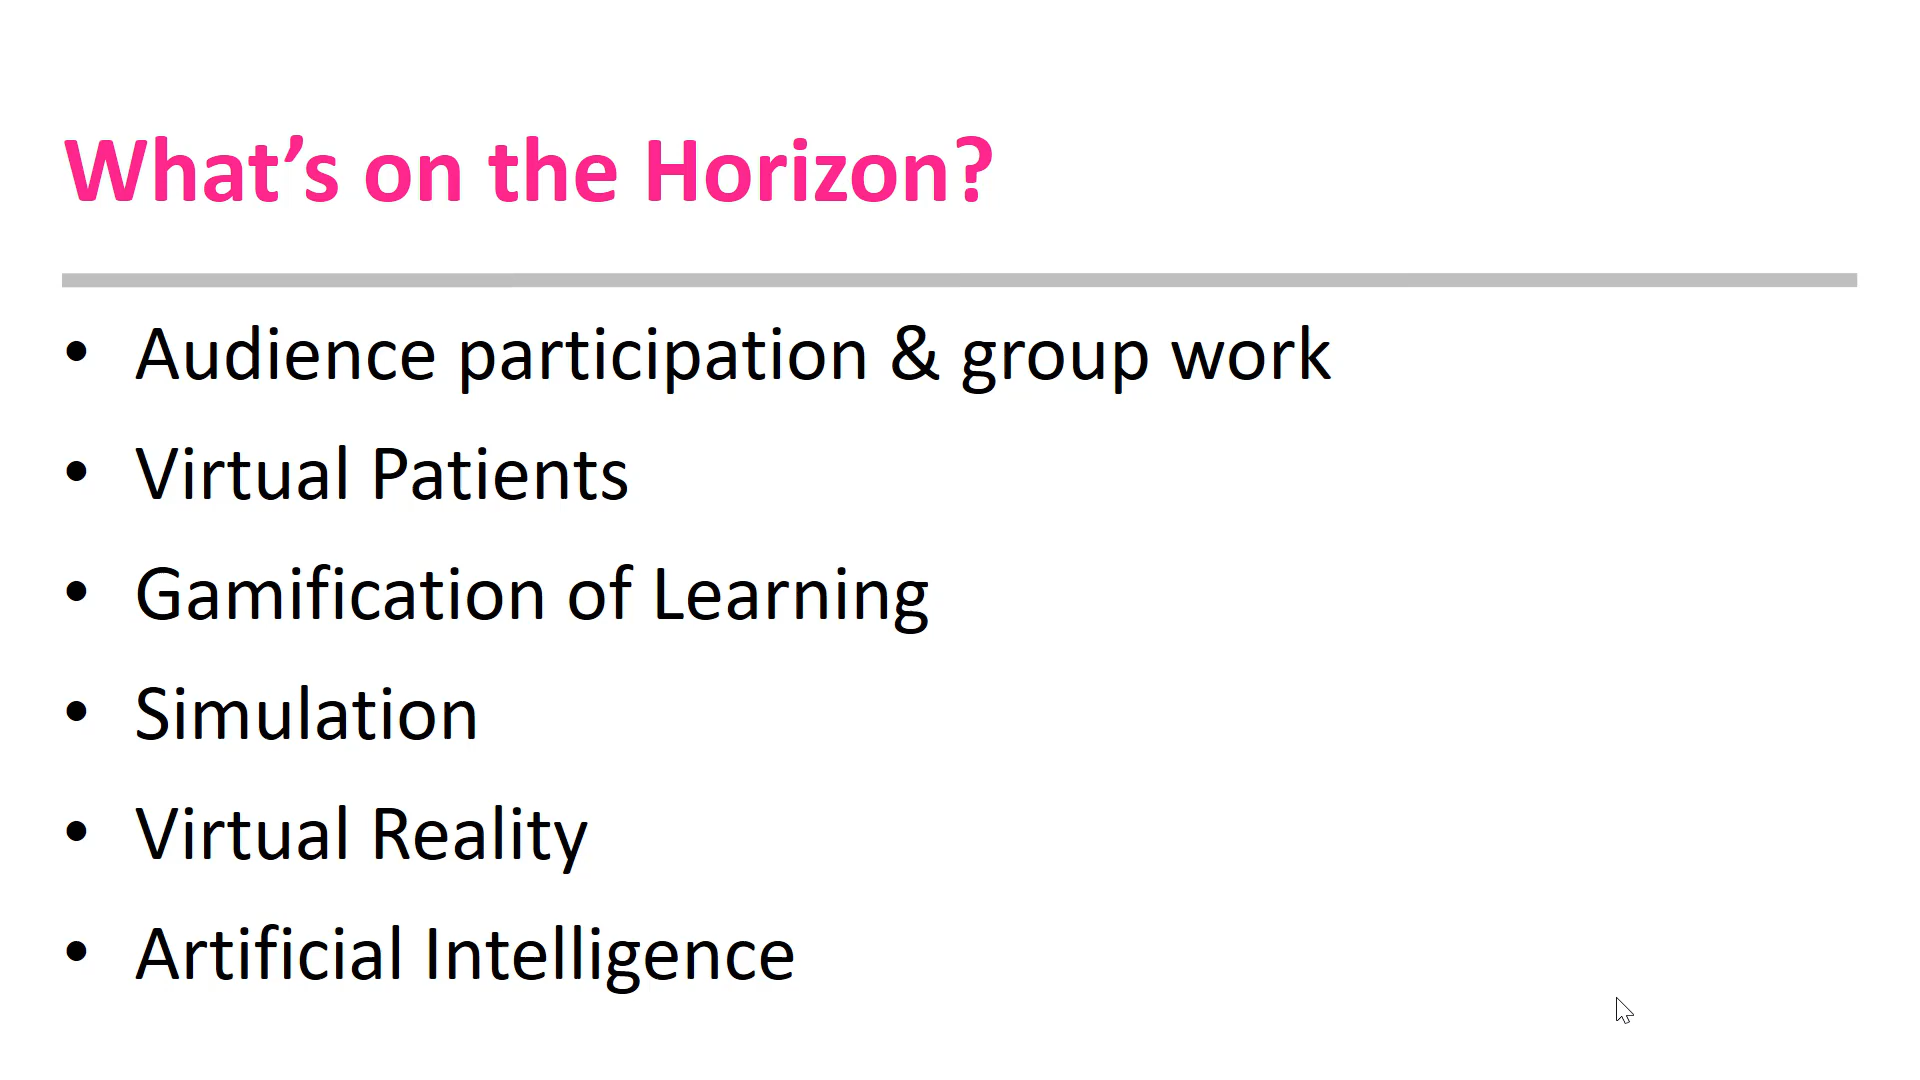 What’s on the Horizon?
• Audience participation & group work
• Virtual Patients
• Gamification of Learning
• Simulation
• Virtual Reality
• Artificial Intelligence